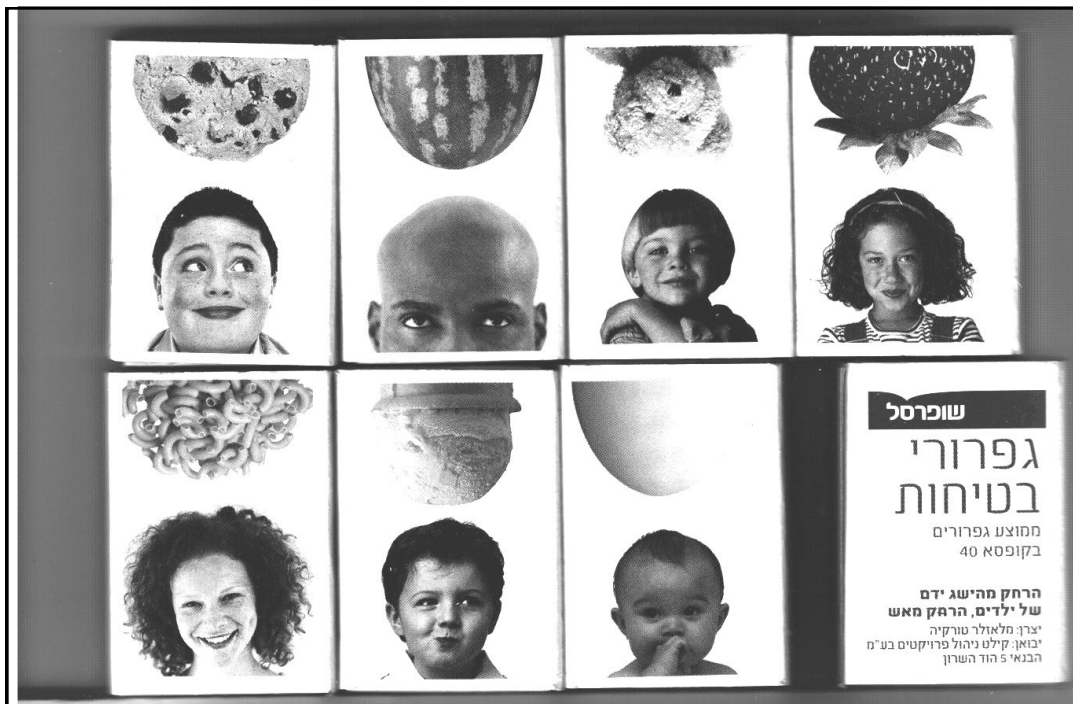 שופרסל
גפרורי
בטיחות
ממוצע גפרורים
בקופסא 40
הרחק מהישג ידם
של ילדים, הרחק מאש
יצרן: מלאזלר טורקיה
יבואן: קילט ניהול פרויקטים בע"מ
הבנאי 5 הוד השרון